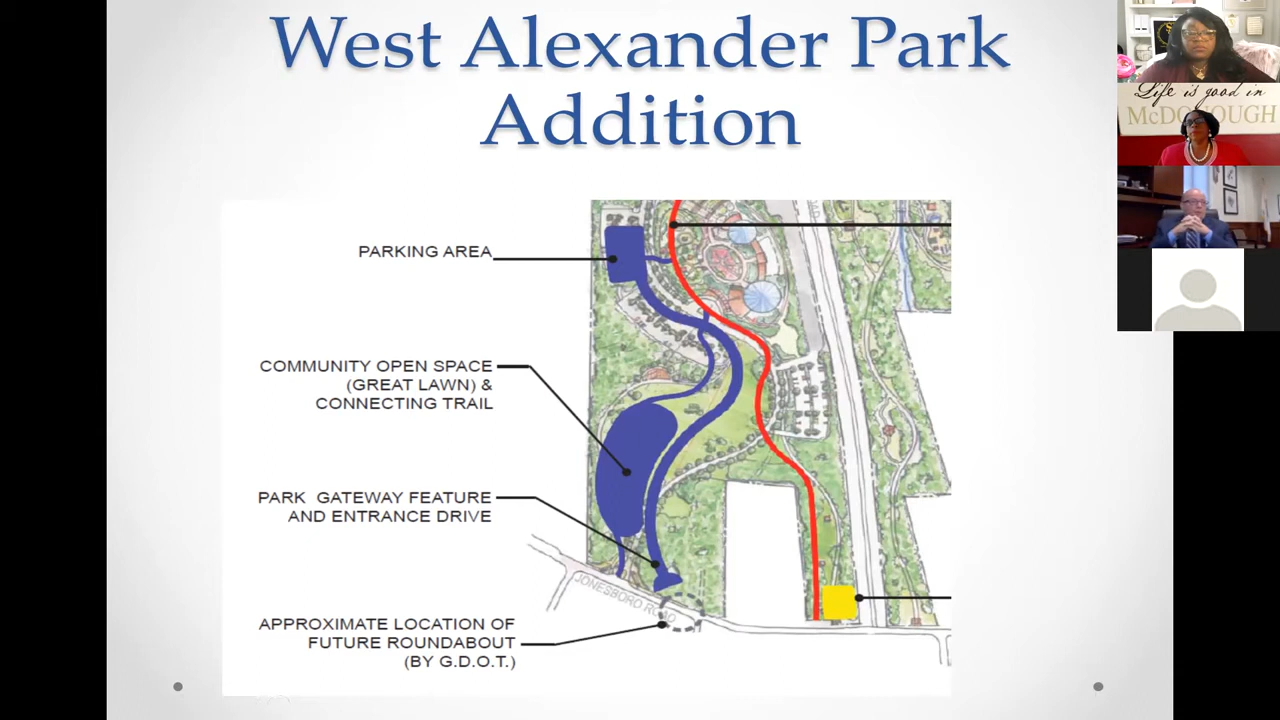 West Alexander Park
Addition
PARKING AREA
COMMUNITY OPEN SPACE
(GREAT LAWN) &
CONNECTING TRAIL
PARK GATEWAY FEATURE
AND ENTRANCE DRIVE
APPROXIMATE LOCATION OF
FUTURE ROUNDABOUT
(BY G.D.O.T.)
JONESBORO ROAD
Life is good in
McDONOUGH